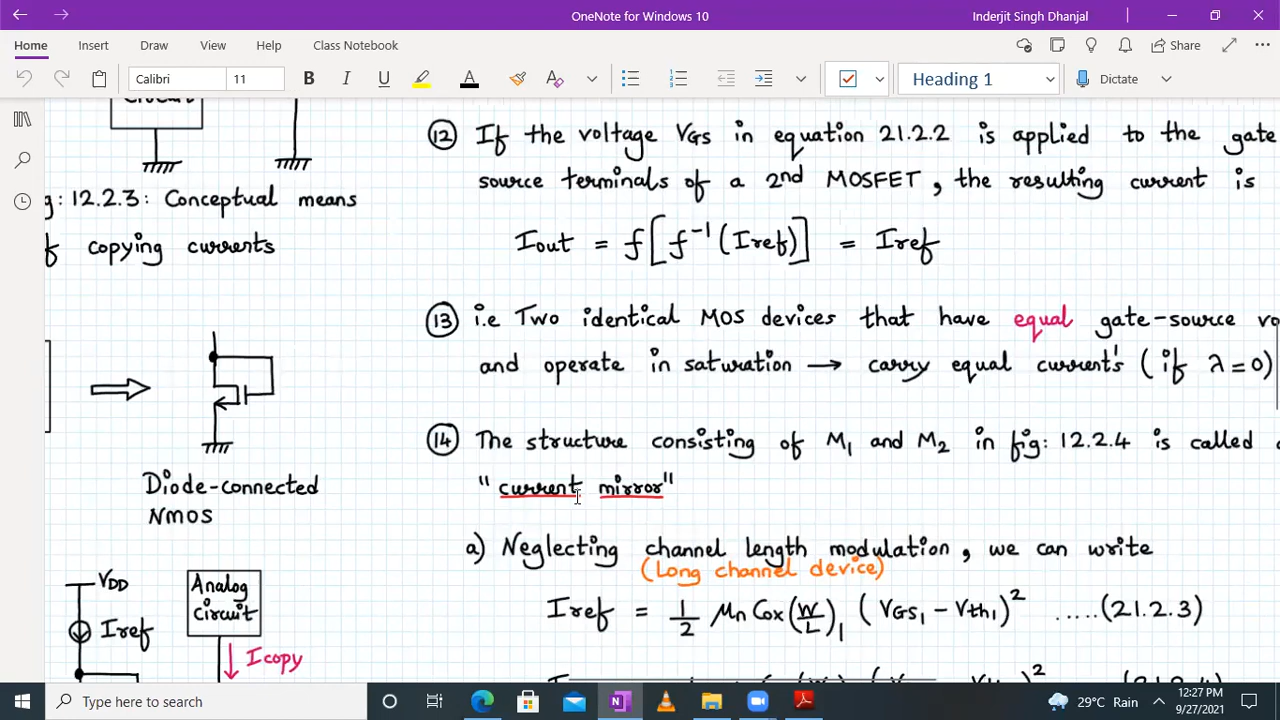 OneNote for Windows 10
Inderjit Singh Dhanjal
Home Insert Draw View Help Class Notebook
Share
Calibri 11 B I U A
Heading 1
Dictate
Circuit
g: 12.2.3: Conceptual means
f copying currents
Diode-connected
NMOS
VDD
Iref
Analog
Circuit
Icopy
(12) If the voltage VGS in equation 21.2.2 is applied to the gate
source terminals of a 2nd MOSFET, the resulting current is
Iout = f[f⁻¹(Iref)] = Iref
(13) i.e Two identical MOS devices that have equal gate-source vo
and operate in saturation → carry equal current's (if λ=0)
(14) The structure consisting of M1 and M2 in fig: 12.2.4 is called
"current mirror"
a) Neglecting channel length modulation, we can write
(Long channel device)
Iref = 1/2 μn Cox (W/L)1 (VGS1 - Vth1)² .....(21.2.3)
Type here to search
29°C Rain
12:27 PM
9/27/2021